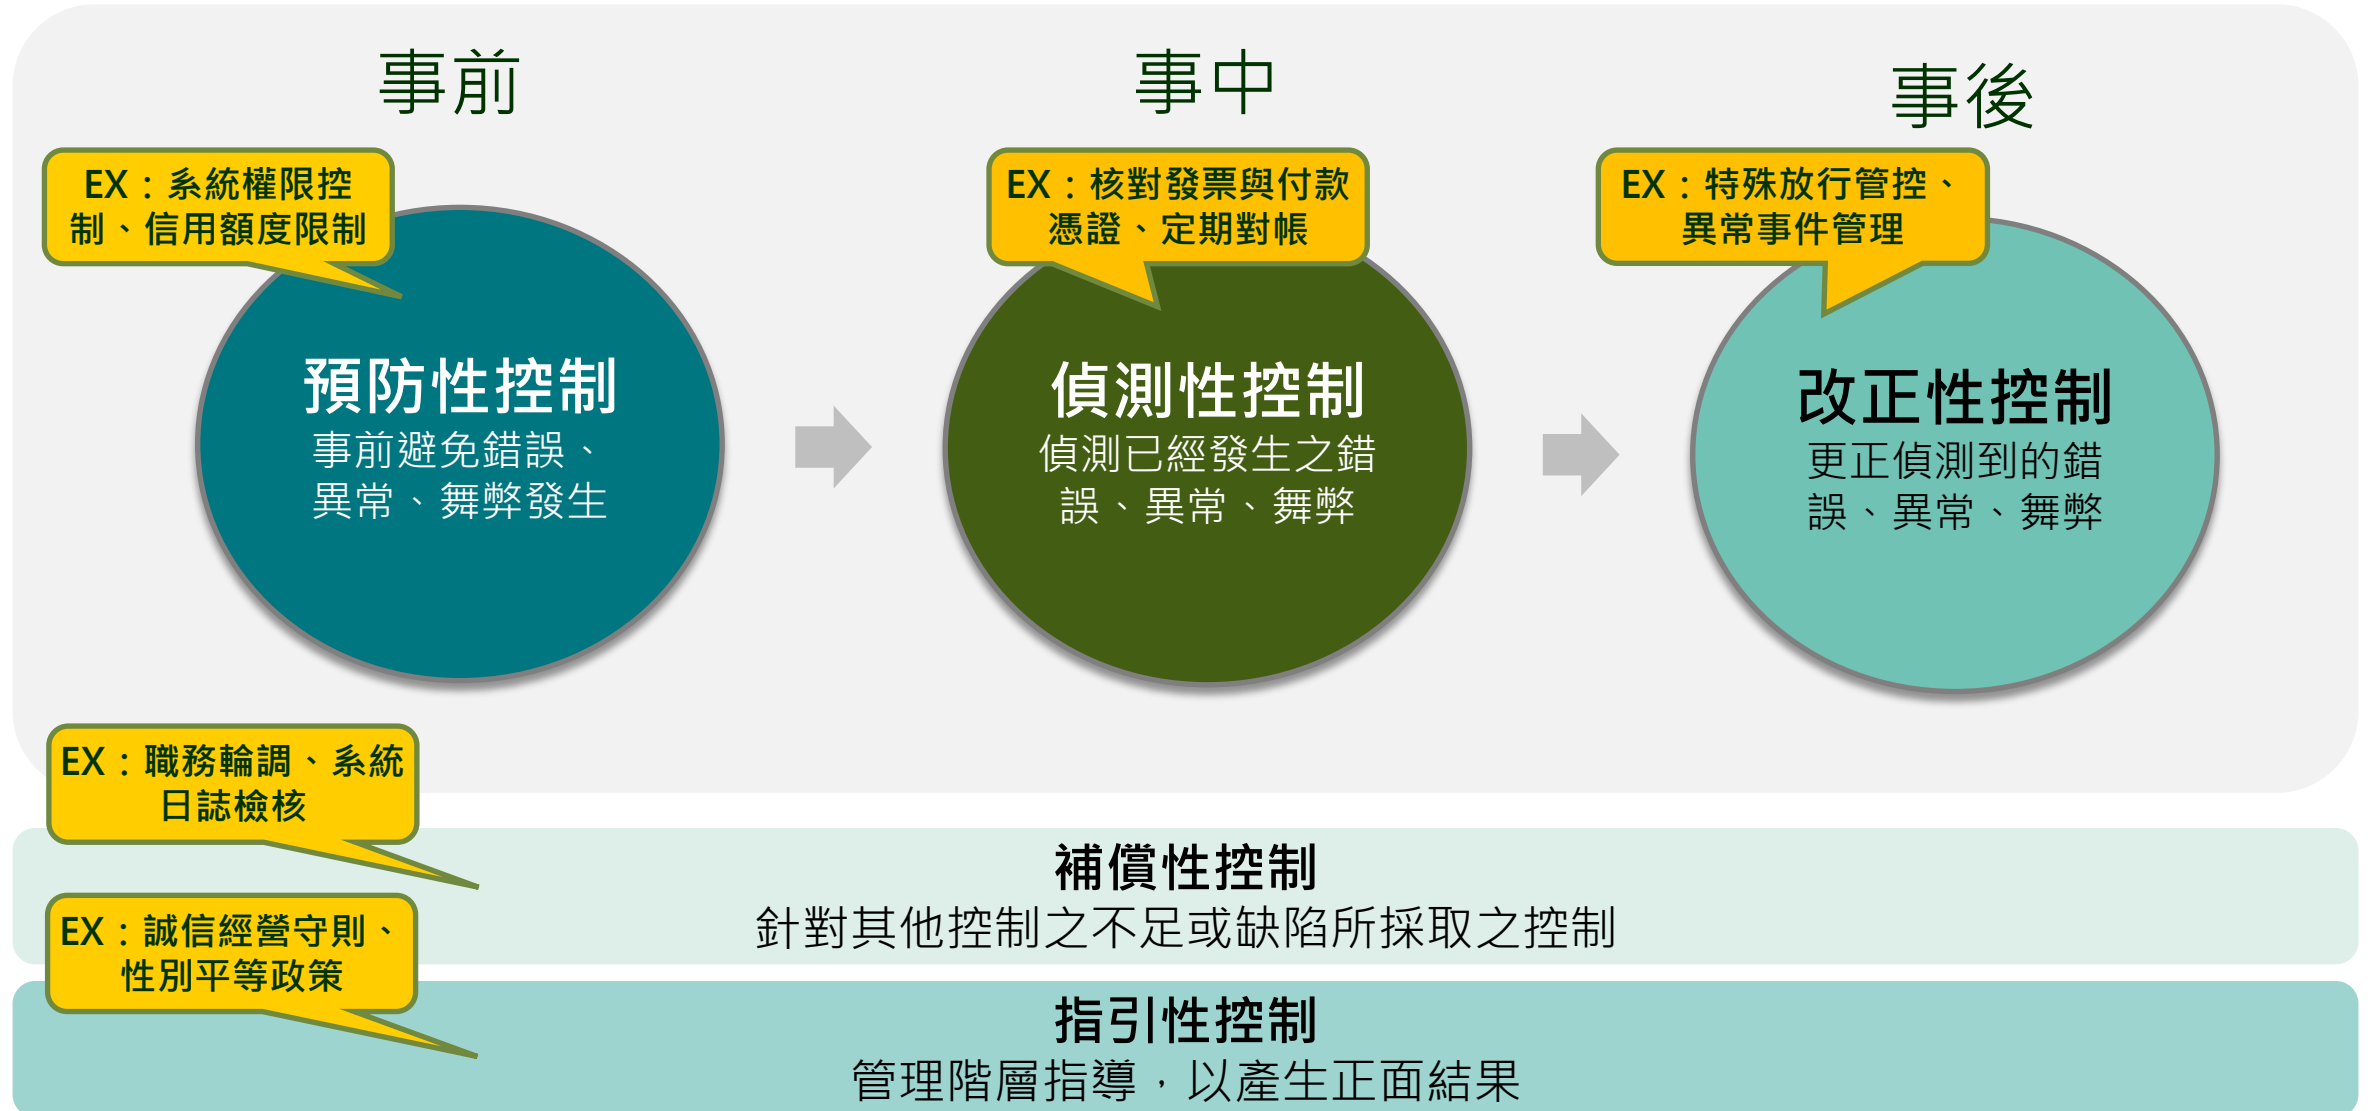 事前
EX：系統權限控
制、信用額度限制
預防性控制
事前避免錯誤、
異常、舞弊發生
事中
EX：核對發票與付款
憑證、定期對帳
偵測性控制
偵測已經發生之錯
誤、異常、舞弊
事後
EX：特殊放行管控、
異常事件管理
改正性控制
更正偵測到的錯
誤、異常、舞弊
EX：職務輪調、系統
日誌檢核
補償性控制
針對其他控制之不足或缺陷所採取之控制
EX：誠信經營守則、
性別平等政策
指引性控制
管理階層指導，以產生正面結果